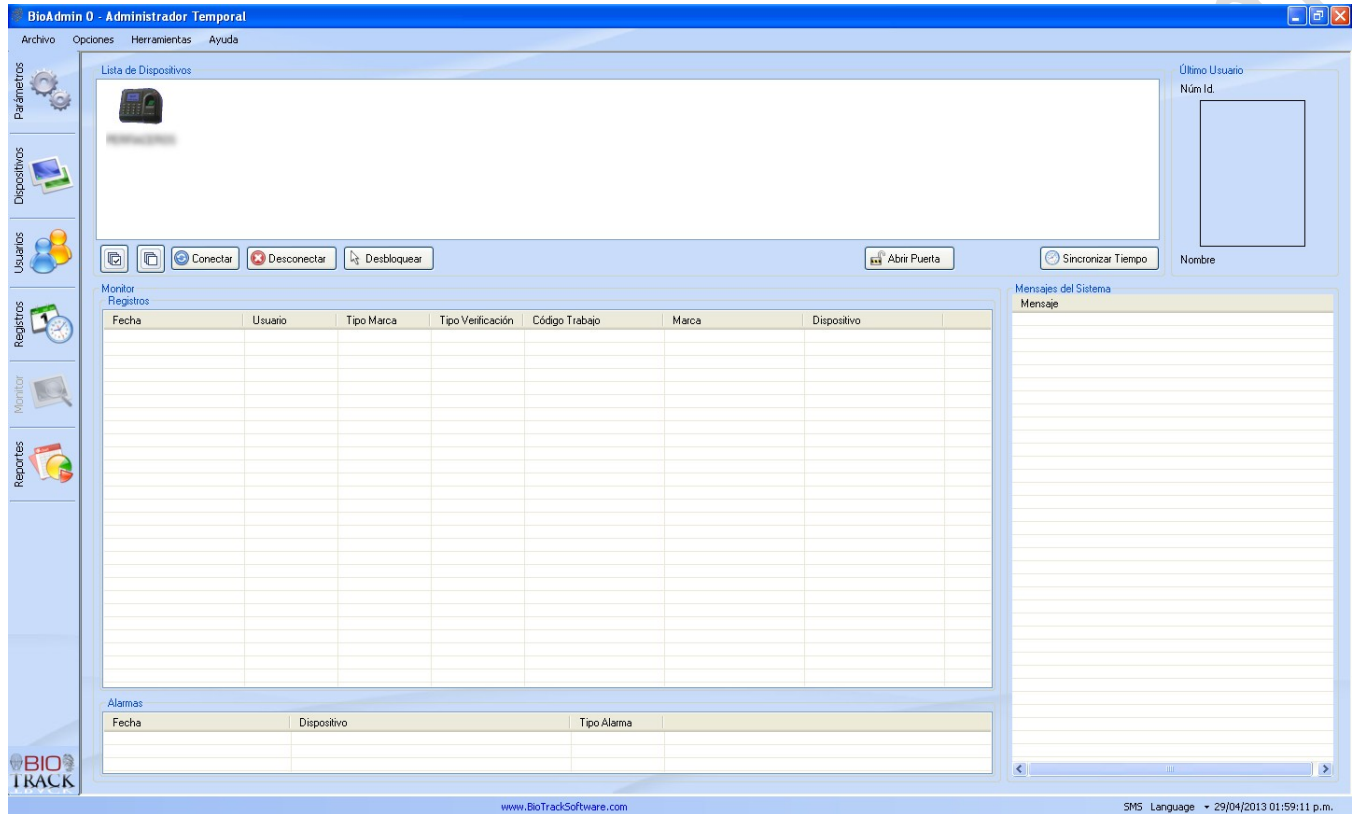 BioAdmin 0 - Administrador Temporal
Archivo Opciones Herramientas Ayuda
Parámetros
Dispositivos
Usuarios
Registros
Monitor
Reportes
BIO
TRACK
Lista de Dispositivos
Conectar Desconectar Desbloquear Abrir Puerta Sincronizar Tiempo
Último Usuario
Núm Id.
Nombre
Monitor
Registros
Fecha Usuario Tipo Marca Tipo Verificación Código Trabajo Marca Dispositivo
Mensajes del Sistema
Mensaje
Alarmas
Fecha Dispositivo Tipo Alarma
www.BioTrackSoftware.com SMS Language 29/04/2013 01:59:11 p.m.